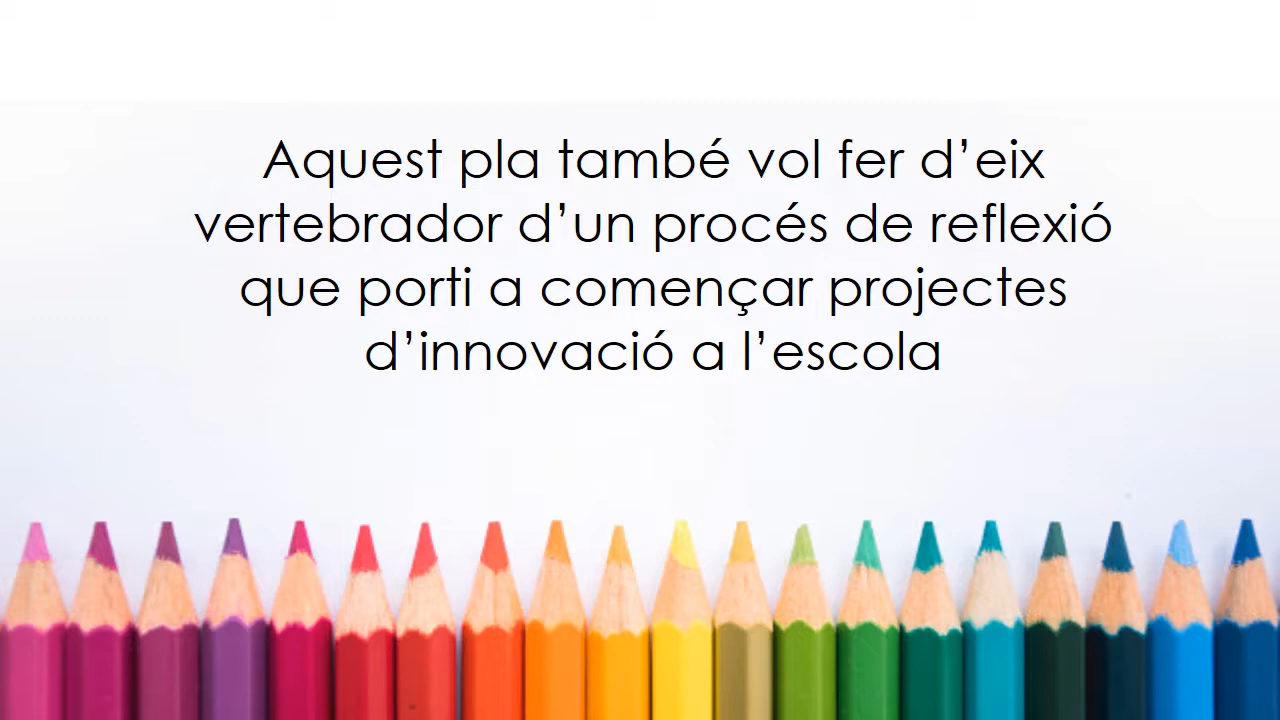 Aquest pla també vol fer d’eix
vertebrador d’un procés de reflexió
que porti a començar projectes
d’innovació a l’escola